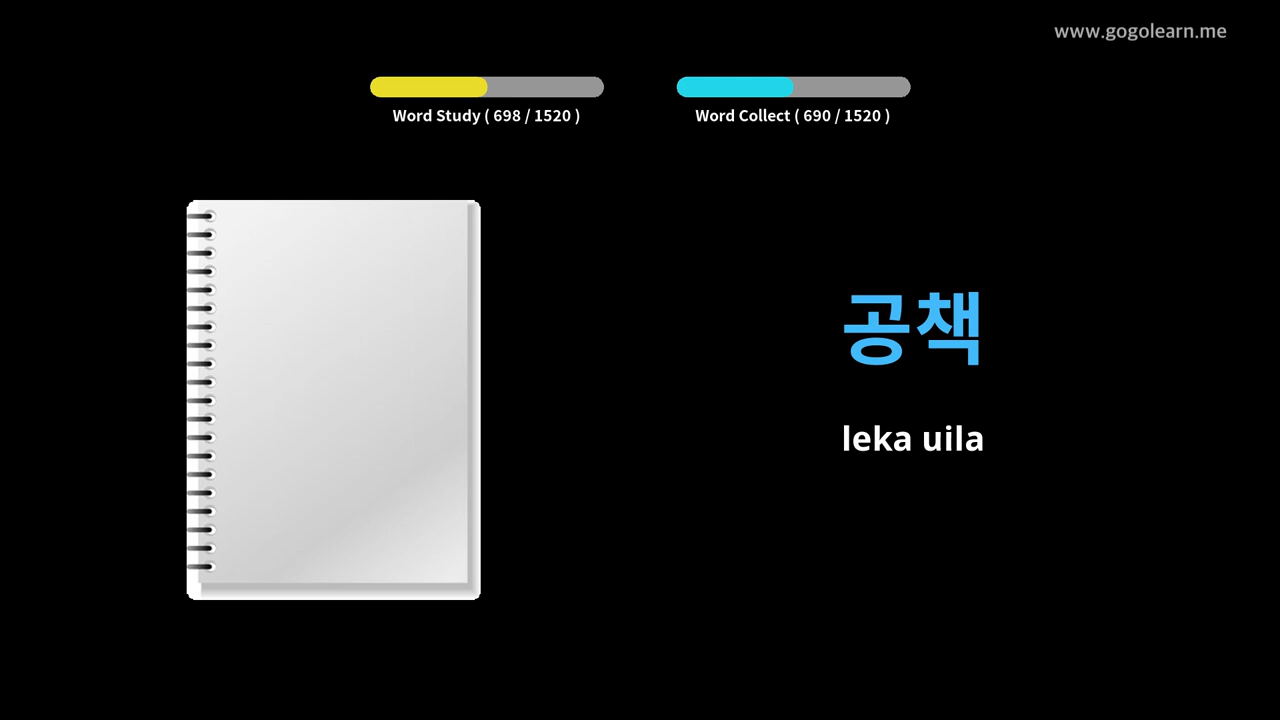 www.gogolearn.me
Word Study ( 698 / 1520 )
Word Collect ( 690 / 1520 )
공책
leka uila